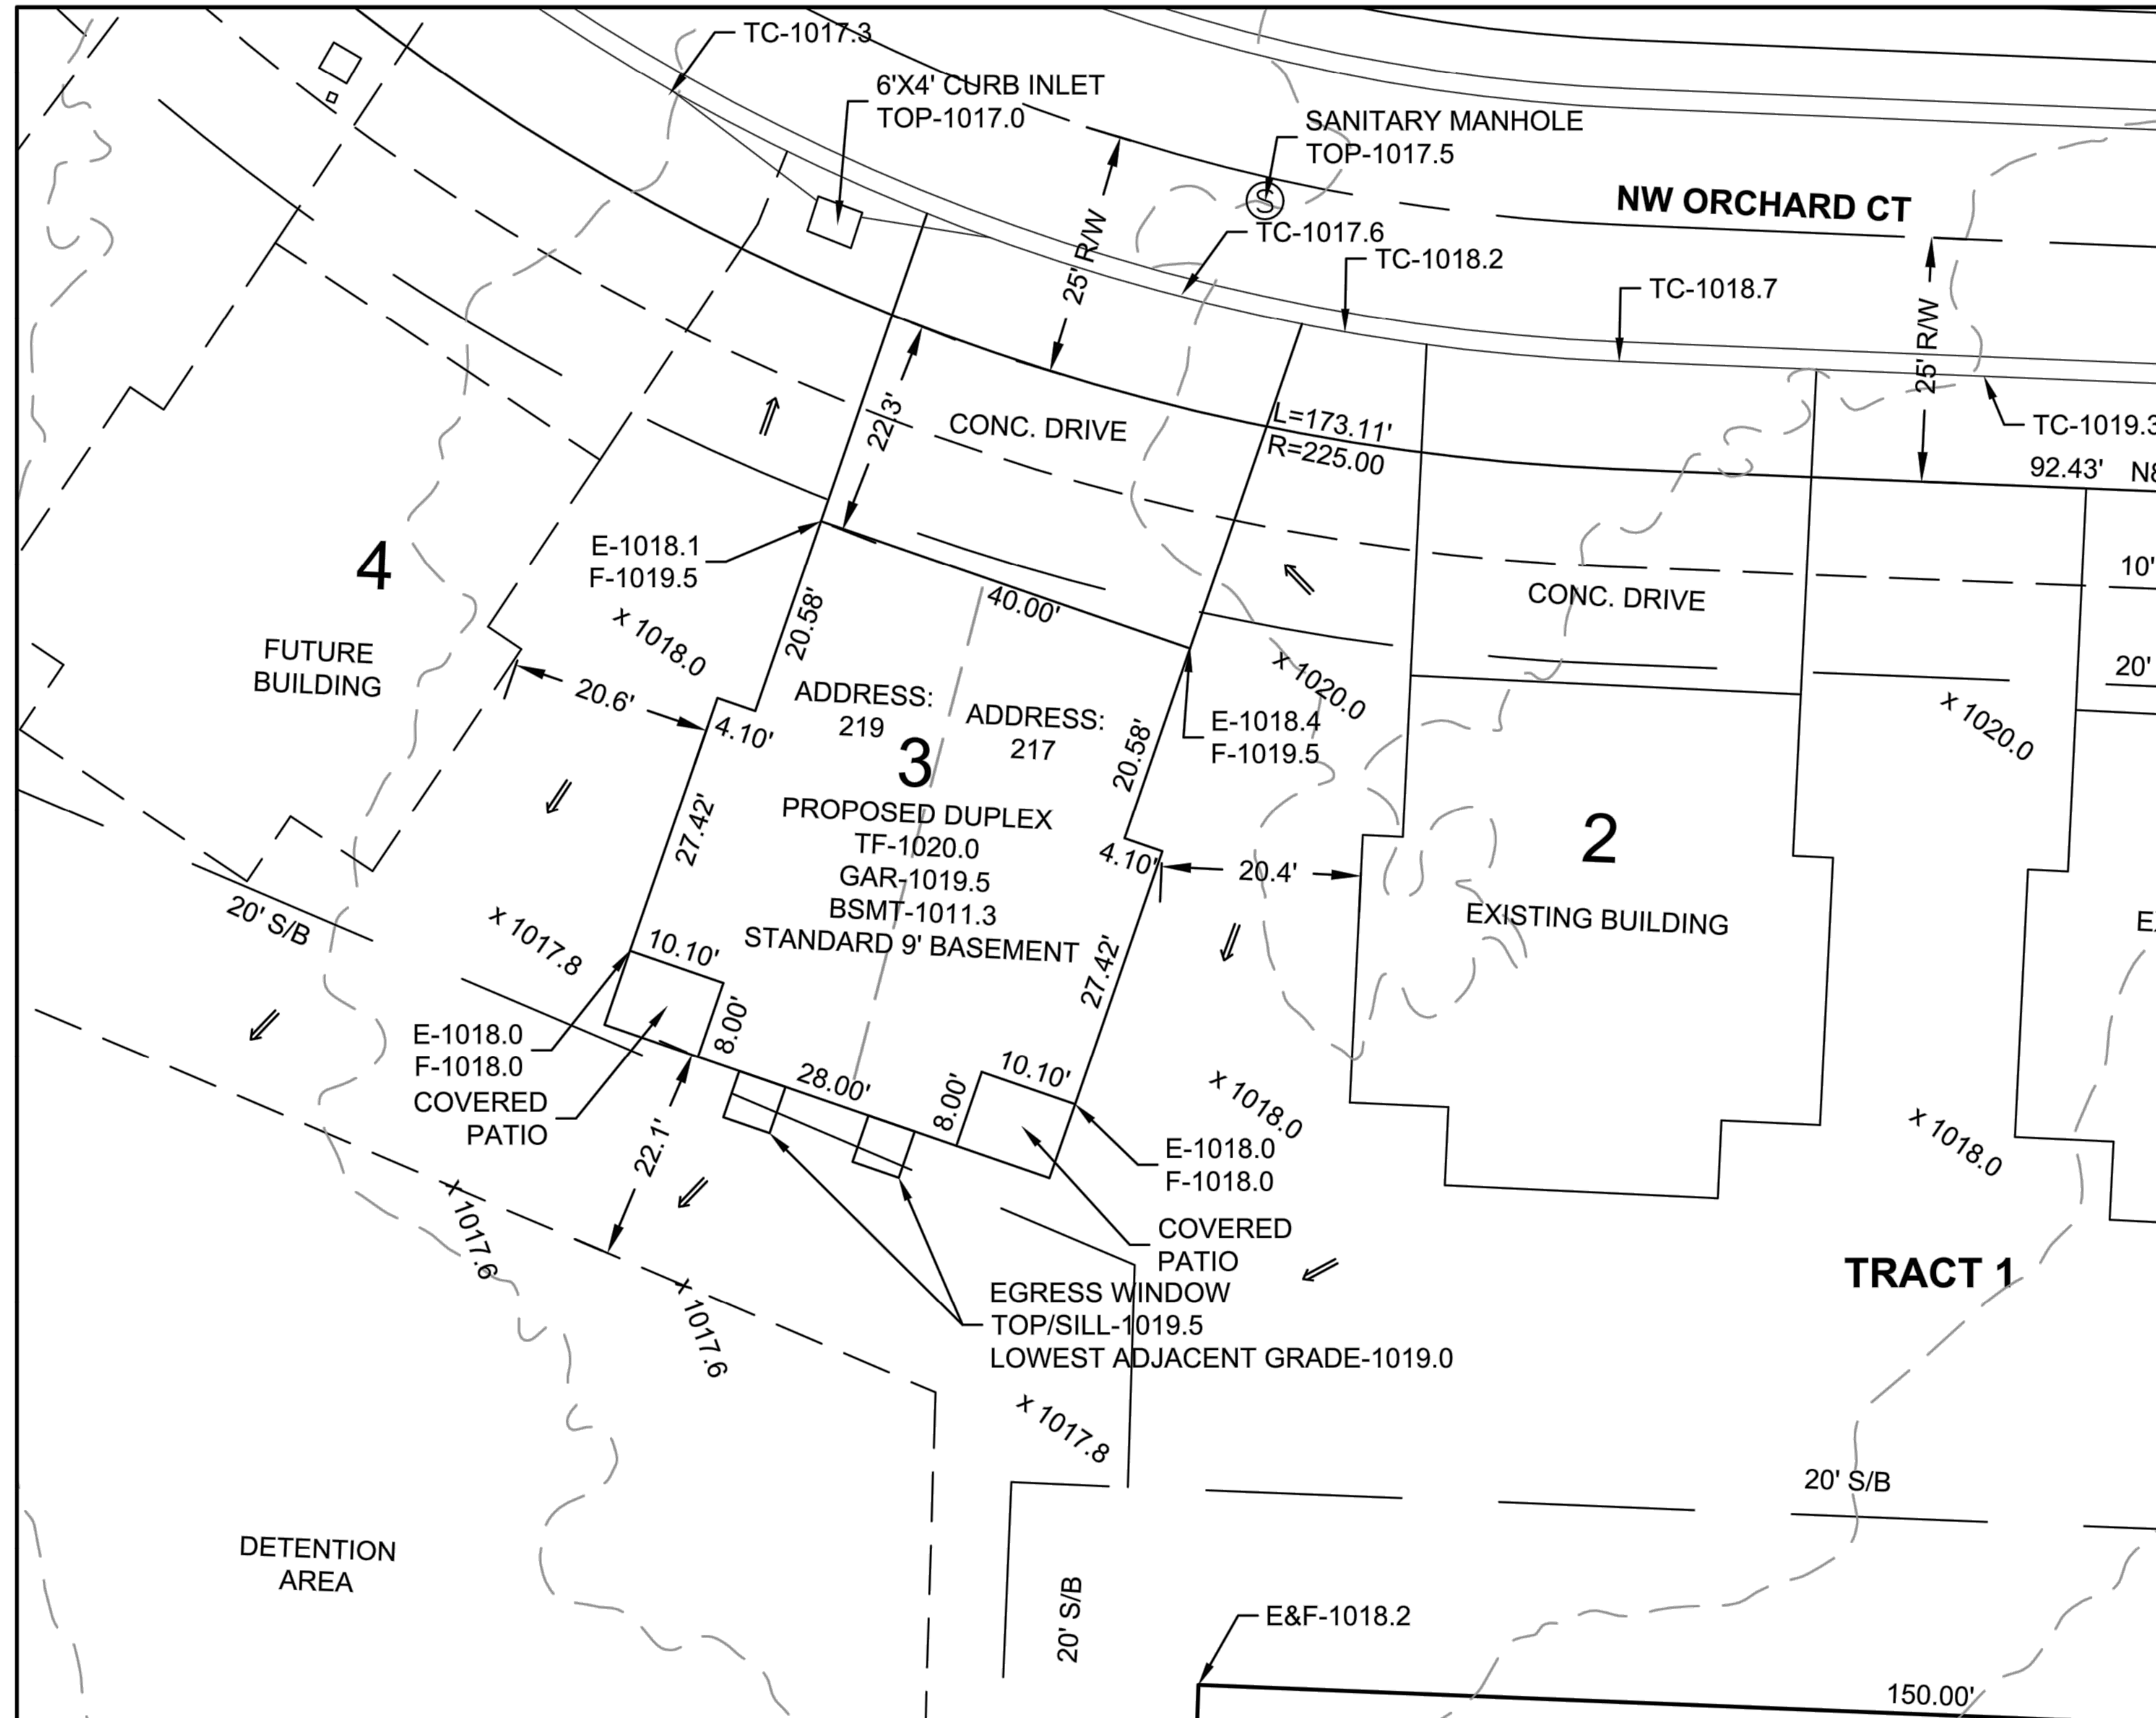 TC-1017.3
6'X4' CURB INLET
TOP-1017.0
SANITARY MANHOLE
TOP-1017.5
S
NW ORCHARD CT
25' R/W
TC-1017.6
TC-1018.2
TC-1018.7
25' R/W
TC-1019.3
22.3'
CONC. DRIVE
L=173.11'
R=225.00
92.43'
10'
E-1018.1
F-1019.5
4
40.00'
CONC. DRIVE
20.58'
x 1018.0
FUTURE
BUILDING
20.6'
x 1020.0
20'
x 1020.0
ADDRESS:
219
ADDRESS:
217
4.10'
3
E-1018.4
F-1019.5
20.58'
27.42'
PROPOSED DUPLEX
TF-1020.0
GAR-1019.5
BSMT-1011.3
STANDARD 9' BASEMENT
4.10'
20.4'
2
EXISTING BUILDING
20' S/B
x 1017.8
10.10'
27.42'
8.00'
E-1018.0
F-1018.0
COVERED
PATIO
28.00'
8.00'
10.10'
x 1018.0
x 1018.0
22.1'
E-1018.0
F-1018.0
x 1017.6
COVERED
PATIO
TRACT 1
x 1017.6
EGRESS WINDOW
TOP/SILL-1019.5
LOWEST ADJACENT GRADE-1019.0
x 1017.8
20' S/B
DETENTION
AREA
20' S/B
E&F-1018.2
150.00'